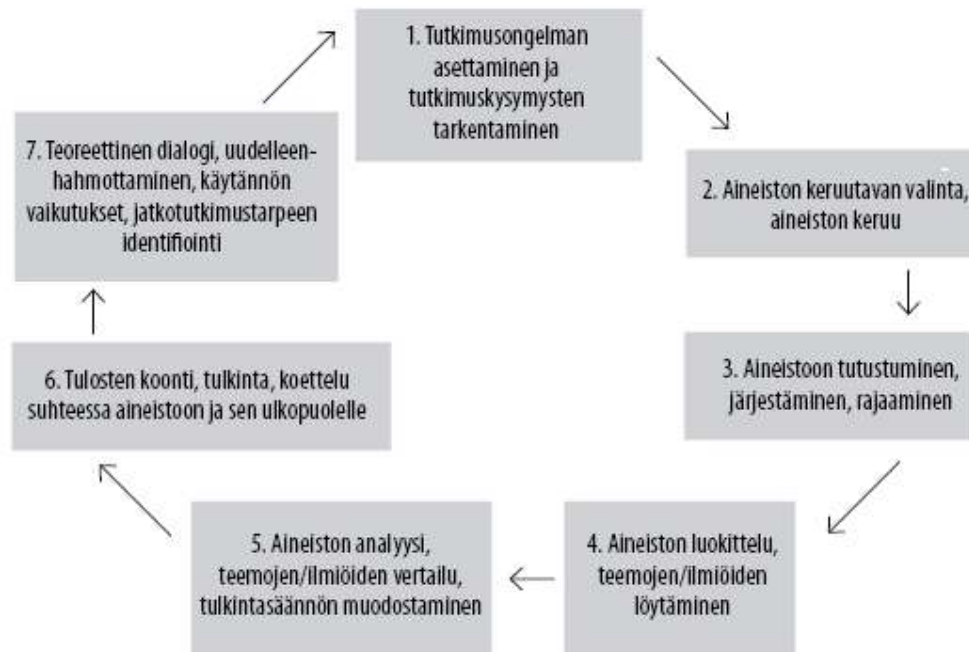 1. Tutkimusongelman
asettaminen ja
tutkimuskysymysten
tarkentaminen
2. Aineiston keruutavan valinta,
aineiston keruu
3. Aineistoon tutustuminen,
järjestäminen, rajaaminen
4. Aineiston luokittelu,
teemojen/ilmiöiden
löytäminen
5. Aineiston analyysi,
teemojen/ilmiöiden vertailu,
tulkintasäännön muodostaminen
6. Tulosten koonti, tulkinta, koettelu
suhteessa aineistoon ja sen ulkopuolelle
7. Teoreettinen dialogi, uudelleen-
hahmottaminen, käytännön
vaikutukset, jatkotutkimustarpeen
identifiointi